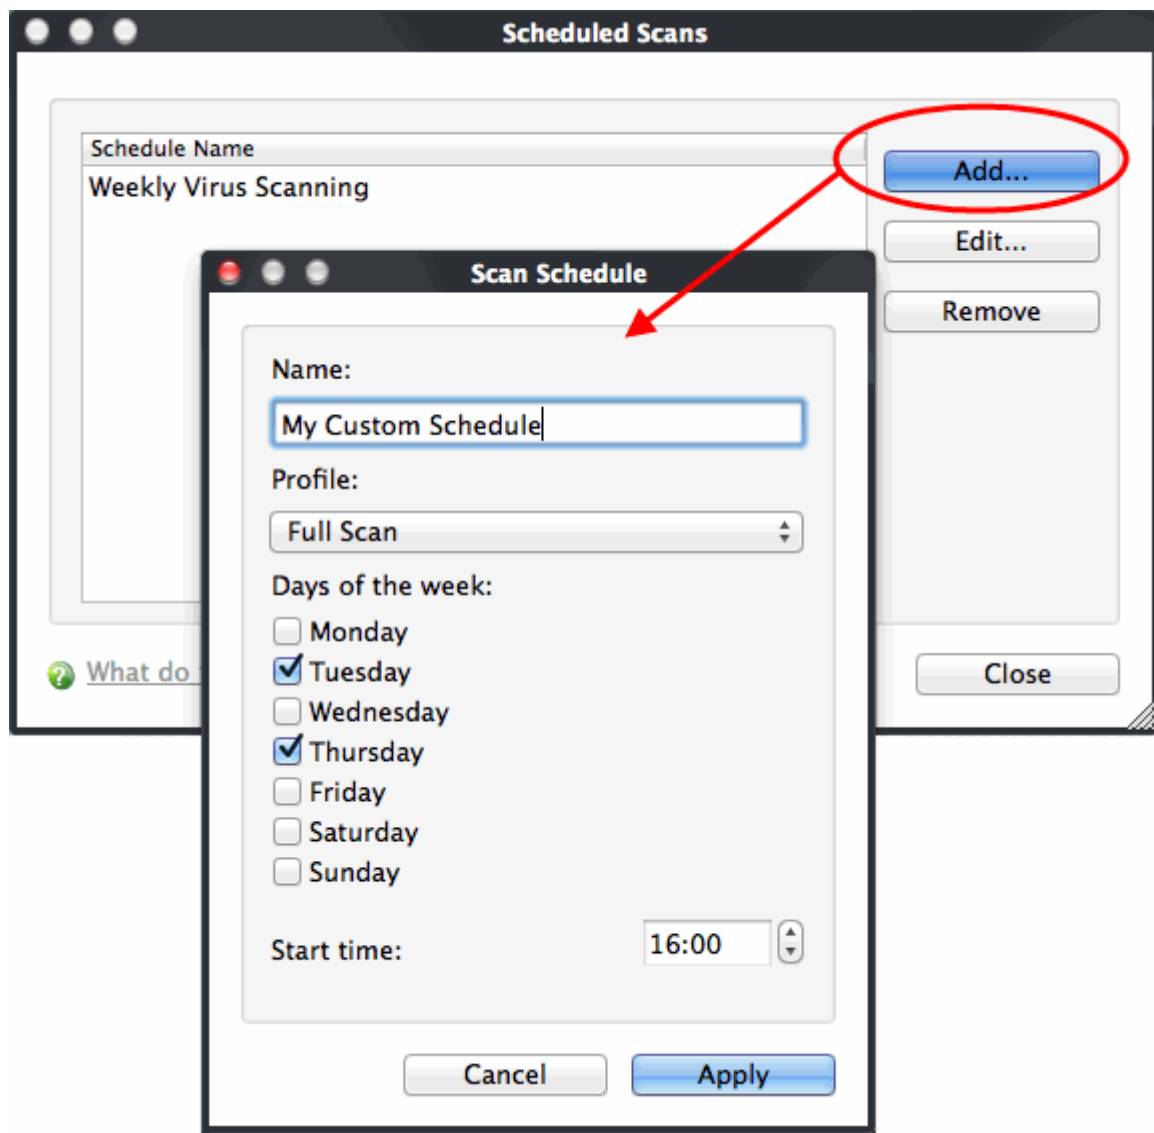 Scheduled Scans
Schedule Name
Weekly Virus Scanning
Add...
Edit...
Remove
What do
Close
Scan Schedule
Name:
My Custom Schedule
Profile:
Full Scan
Days of the week:
Monday
Tuesday
Wednesday
Thursday
Friday
Saturday
Sunday
Start time:
16:00
Cancel
Apply